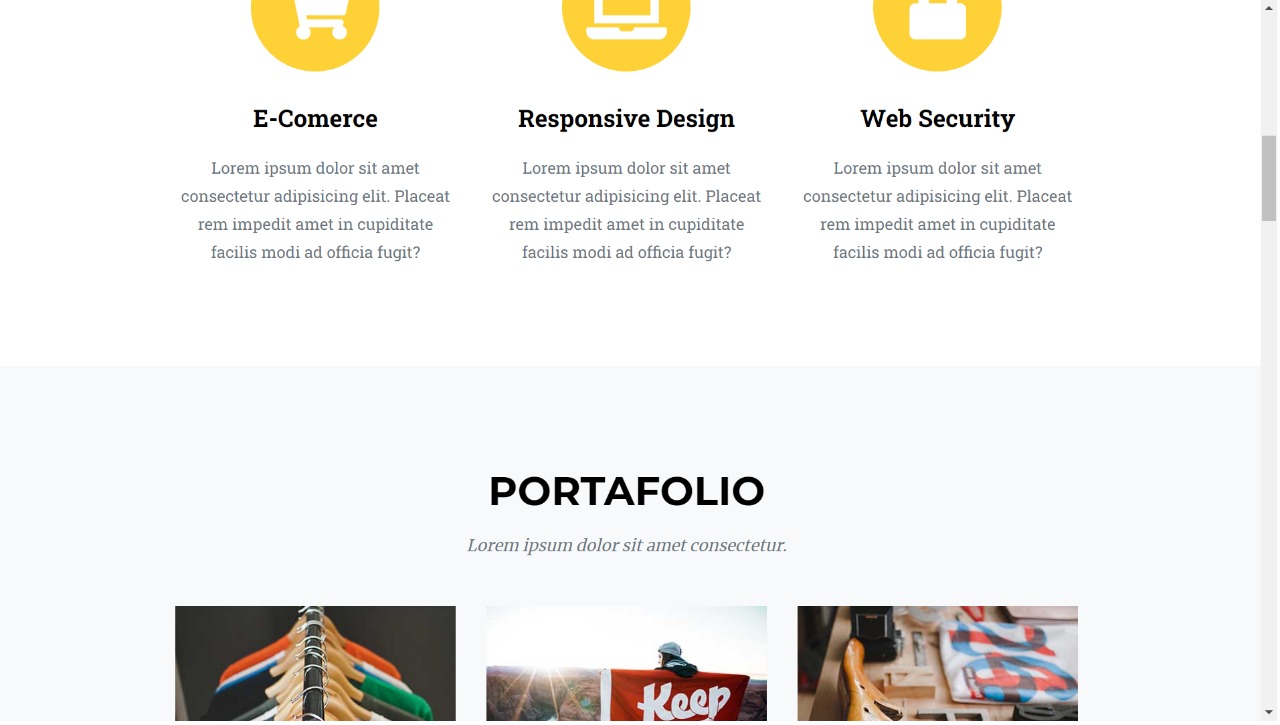 E-Comerce
Lorem ipsum dolor sit amet
consectetur adipisicing elit. Placeat
rem impedit amet in cupiditate
facilis modi ad officia fugit?
Responsive Design
Lorem ipsum dolor sit amet
consectetur adipisicing elit. Placeat
rem impedit amet in cupiditate
facilis modi ad officia fugit?
Web Security
Lorem ipsum dolor sit amet
consectetur adipisicing elit. Placeat
rem impedit amet in cupiditate
facilis modi ad officia fugit?
PORTAFOLIO
Lorem ipsum dolor sit amet consectetur.
Keep